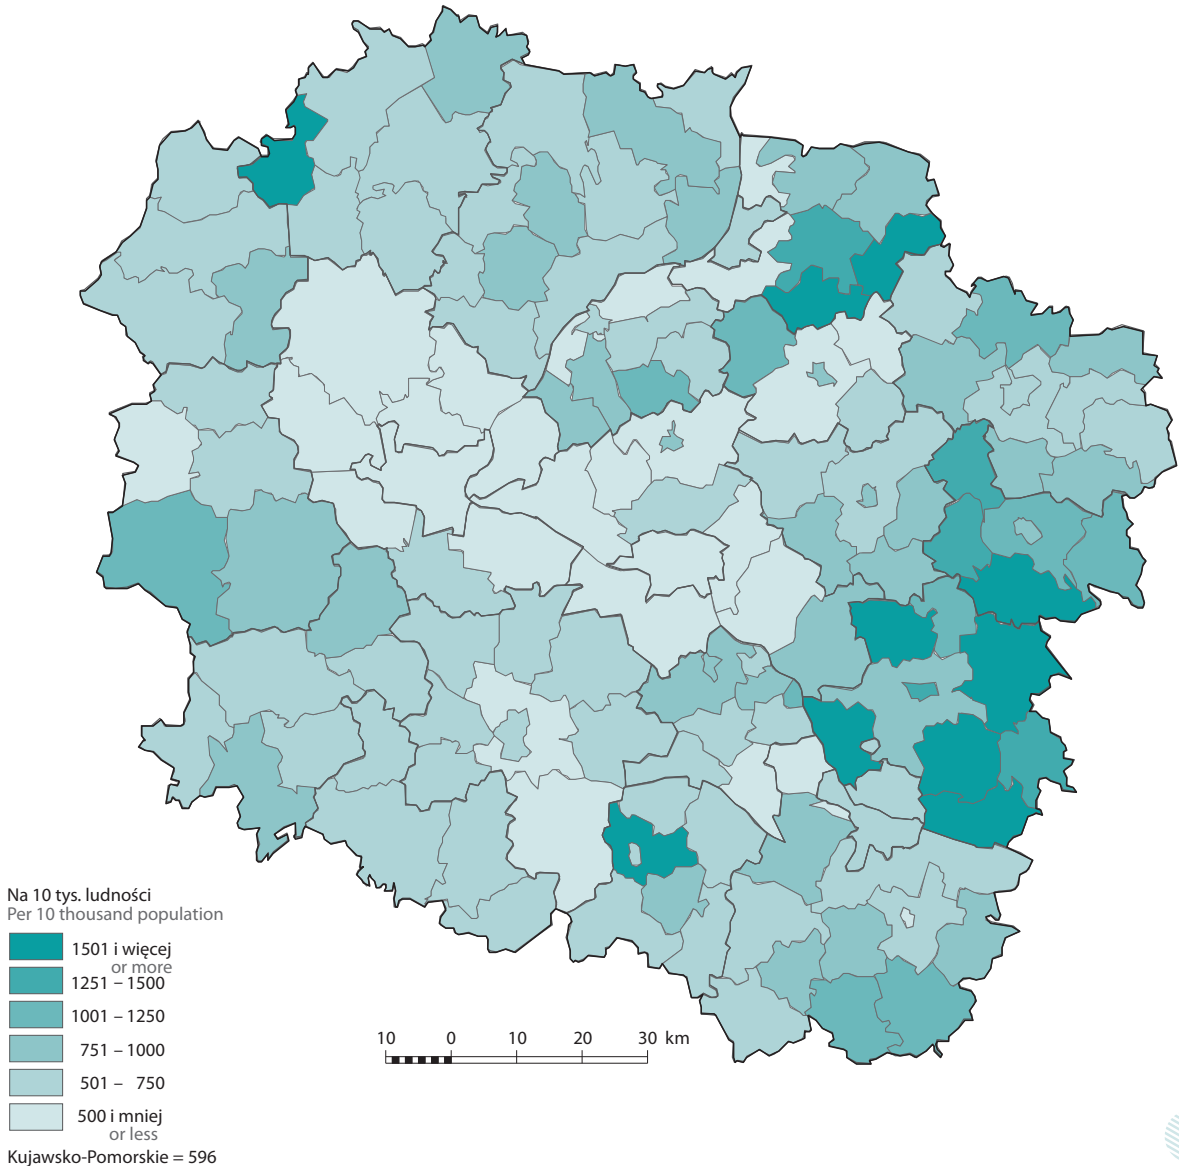 Na 10 tys. ludności
Per 10 thousand population
1501 i więcej
or more
1251 – 1500
1001 – 1250
751 – 1000
501 – 750
500 i mniej
or less
Kujawsko-Pomorskie = 596
10 0 10 20 30 km